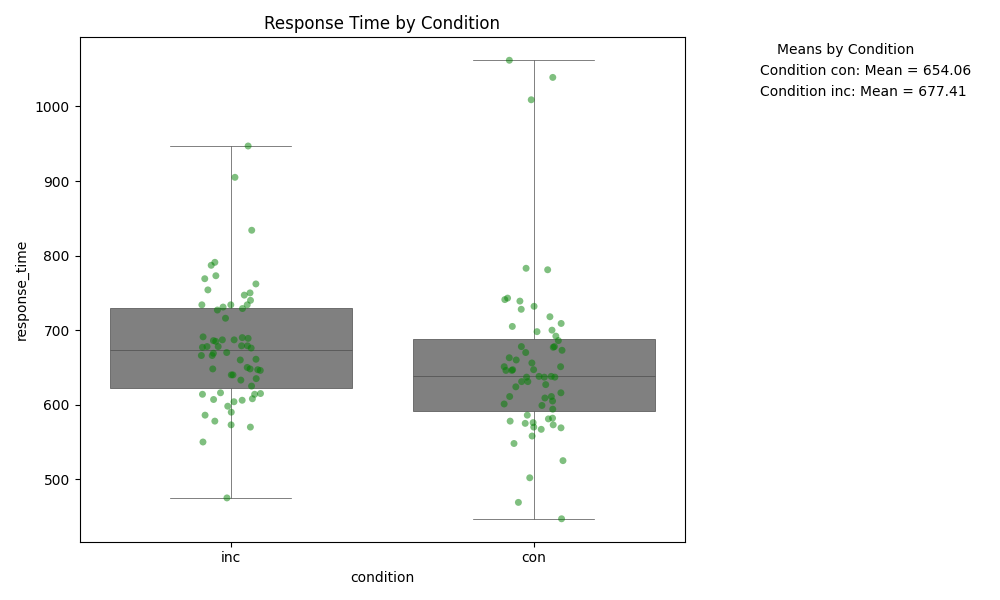 Response Time by Condition
Means by Condition
Condition con: Mean = 654.06
Condition inc: Mean = 677.41
1000
900
800
700
600
500
response_time
inc
con
condition